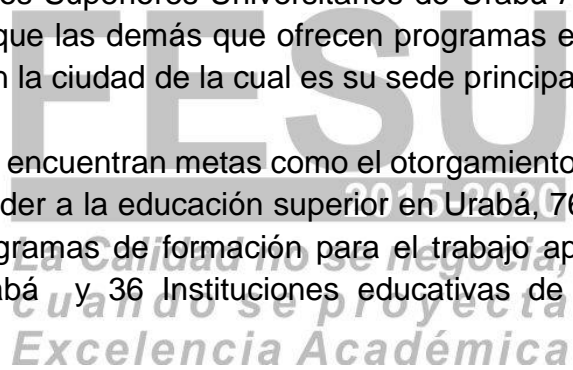 es Superiores Universitarios de Urabá
que las demás que ofrecen programas e
n la ciudad de la cual es su sede principa
FESU
encuentran metas como el otorgamiento
der a la educación superior en Urabá, 76
2015-2020
gramas de formación para el trabajo ap
La Calidad no se negocia,
abá y 36 Instituciones educativas de
cuando se proyecta
Excelencia Académica